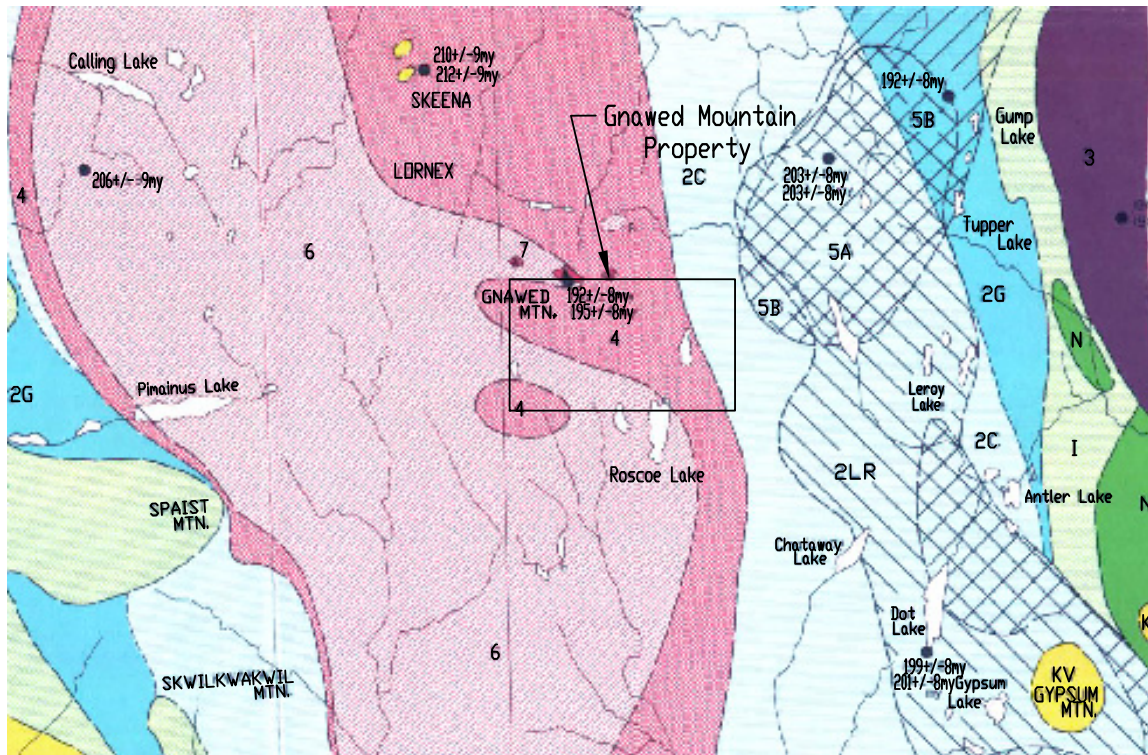 Calling Lake
210+/-9my
212+/-9my
SKEENA
192+/-8my
5B
Gump
Lake
Gnawed Mountain
Property
3
LORNEX
2C
203+/-8my
203+/-8my
206+/-9my
4
Tupper
Lake
6
7
5A
2G
GNAWED
MTN.
192+/-8my
195+/-8my
5B
4
N
2G
Pimainus Lake
4
Leroy
Lake
2C
I
Roscoe Lake
2LR
Antler Lake
N
SPAIST
MTN.
Chataway
Lake
Dot
Lake
K
6
199+/-8my
201+/-8my
Gypsum
Lake
KV
GYPSUM
MTN.
SKWILKWAKWIL
MTN.